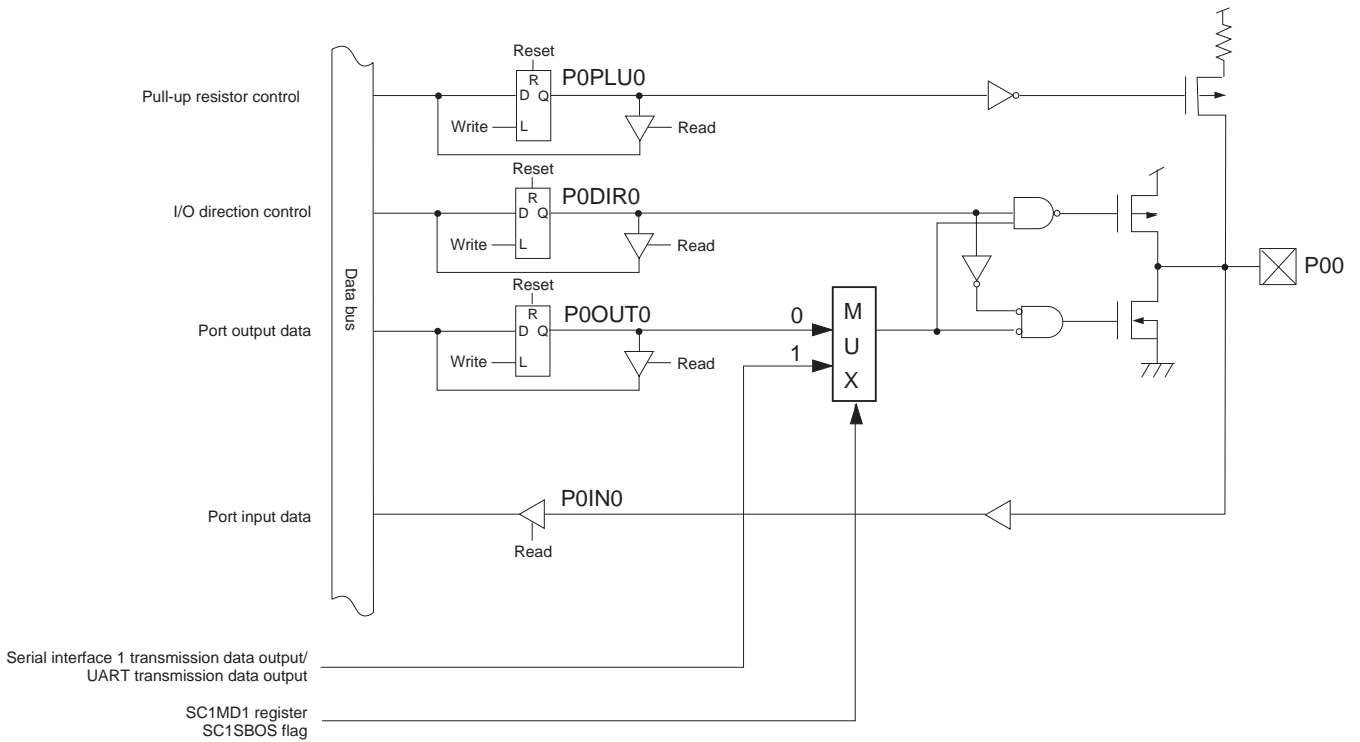 Reset
Pull-up resistor control
R
D Q
P0PLU0
Write
L
Read
Reset
I/O direction control
R
D Q
P0DIR0
Write
L
Read
Data bus
Reset
Port output data
R
D Q
P0OUT0
Write
L
Read
0
1
M
U
X
P00
Port input data
P0IN0
Read
Serial interface 1 transmission data output/
UART transmission data output
SC1MD1 register
SC1SBOS flag